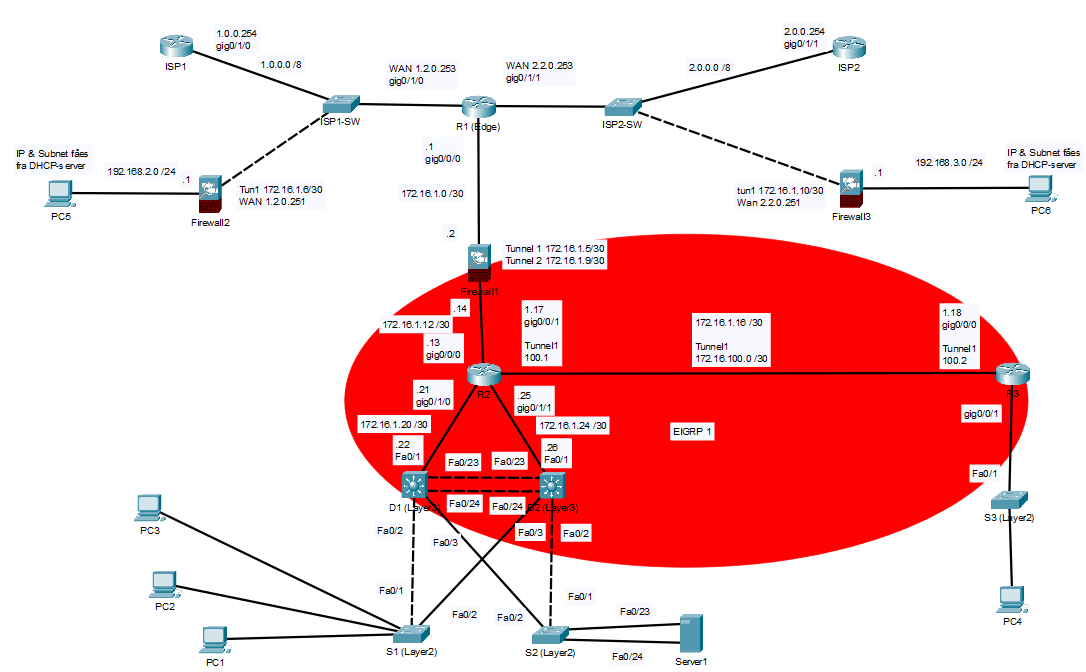 1.0.0.254
gig0/1/0
ISP1
1.0.0.0 /8
WAN 1.2.0.253
gig0/1/0
WAN 2.2.0.253
gig0/1/1
2.0.0.254
gig0/1/1
ISP2
2.0.0.0 /8
ISP1-SW
R1 (Edge)
ISP2-SW
IP & Subnet fåes
fra DHCP-server
192.168.2.0 /24
.1
PC5
Firewall2
Tun1 172.16.1.6/30
WAN 1.2.0.251
.1
gig0/0/0
172.16.1.0 /30
.2
tun1 172.16.1.10/30
Wan 2.2.0.251
.1
192.168.3.0 /24
IP & Subnet fåes
fra DHCP-server
Firewall3
PC6
Tunnel 1 172.16.1.5/30
Tunnel 2 172.16.1.9/30
Firewall1
.14
172.16.1.12 /30
.13
gig0/0/0
1.17
gig0/0/1
Tunnel1
100.1
172.16.1.16 /30
Tunnel1
172.16.100.0 /30
1.18
gig0/0/0
Tunnel1
100.2
R2
R3
.21
gig0/1/0
.25
gig0/1/1
gig0/0/1
172.16.1.20 /30
172.16.1.24 /30
EIGRP 1
.22
Fa0/1
.26
Fa0/1
Fa0/23
Fa0/23
Fa0/1
D1 (Layer3)
Fa0/24
Fa0/24
D2 (Layer3)
S3 (Layer2)
Fa0/2
Fa0/3
Fa0/3
Fa0/2
PC3
Fa0/1
Fa0/1
PC2
Fa0/2
Fa0/2
Fa0/23
PC4
PC1
S1 (Layer2)
S2 (Layer2)
Fa0/24
Server1